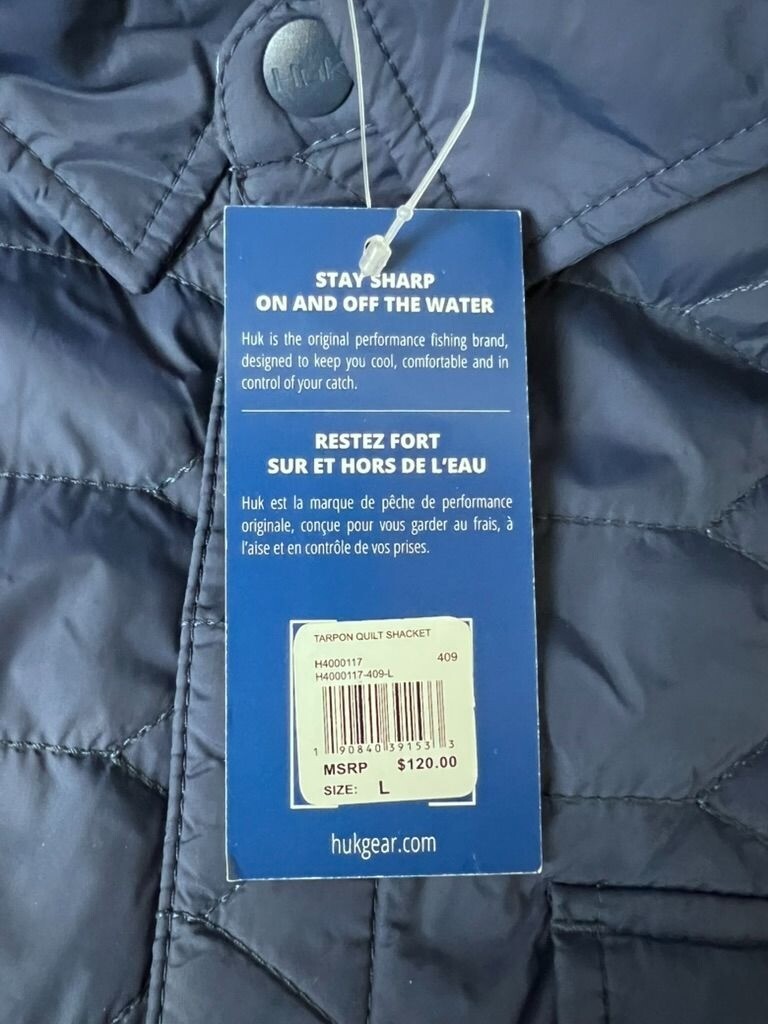 Huk
STAY SHARP
ON AND OFF THE WATER
Huk is the original performance fishing brand,
designed to keep you cool, comfortable and in
control of your catch.
RESTEZ FORT
SUR ET HORS DE L'EAU
Huk est la marque de pêche de performance
originale, conçue pour vous garder au frais, à
l'aise et en contrôle de vos prises.
TARPON QUILT SHACKET
H4000117 409
H4000117-409-L
1 90840 39153 3
MSRP $120.00
SIZE: L
hukgear.com